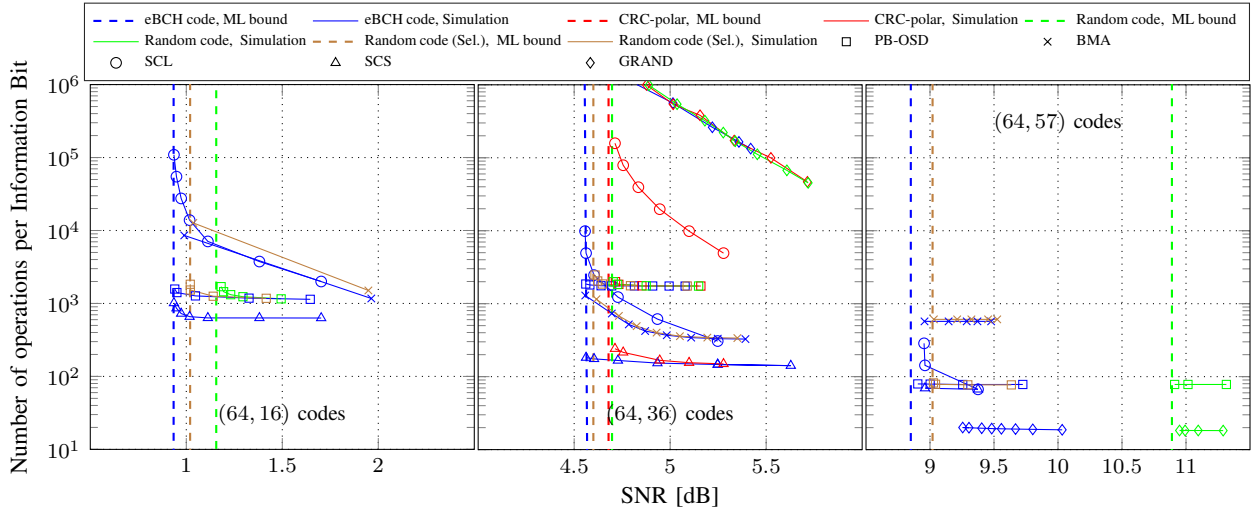 eBCH code, ML bound eBCH code, Simulation CRC-polar, ML bound CRC-polar, Simulation Random code, ML bound
Random code, Simulation Random code (Sel.), ML bound Random code (Sel.), Simulation PB-OSD BMA
SCL SCS GRAND
Number of operations per Information Bit
10^6
10^5
10^4
10^3
10^2
10^1
(64, 16) codes
(64, 36) codes
(64, 57) codes
1 1.5 2 4.5 5 5.5 9 9.5 10 10.5 11
SNR [dB]